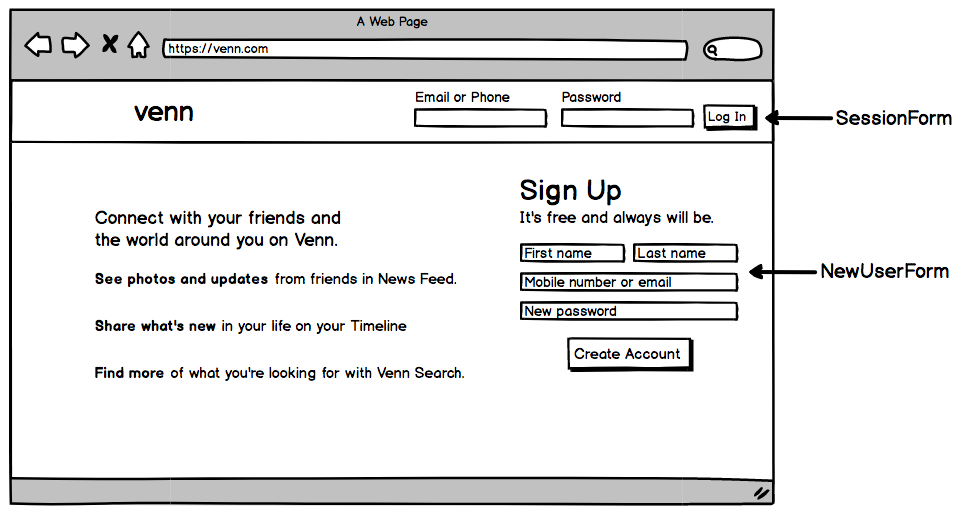 A Web Page
https://venn.com
venn
Email or Phone
Password
Log In
SessionForm
Connect with your friends and
the world around you on Venn.
See photos and updates from friends in News Feed.
Share what's new in your life on your Timeline
Find more of what you're looking for with Venn Search.
Sign Up
It's free and always will be.
First name
Last name
Mobile number or email
New password
Create Account
NewUserForm